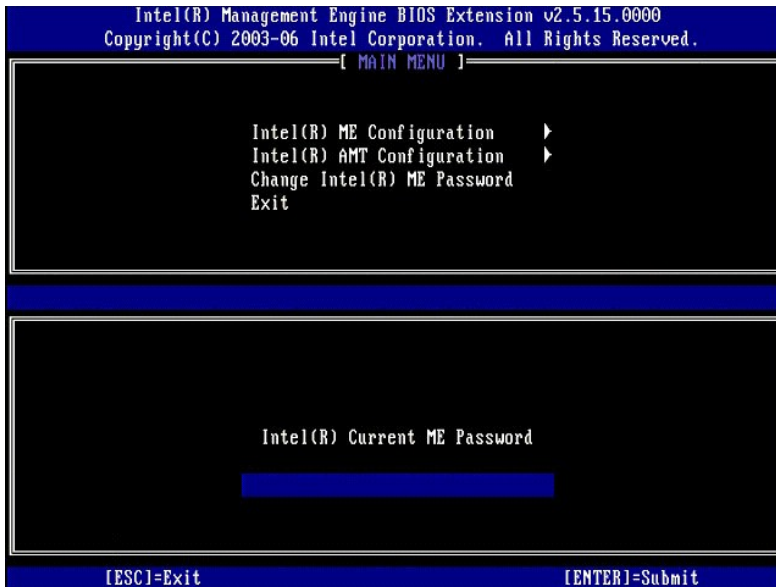 Intel(R) Management Engine BIOS Extension v2.5.15.0000
Copyright(C) 2003-06 Intel Corporation. All Rights Reserved.
[ MAIN MENU ]
Intel(R) ME Configuration
Intel(R) AMT Configuration
Change Intel(R) ME Password
Exit
Intel(R) Current ME Password
[ESC]=Exit [ENTER]=Submit